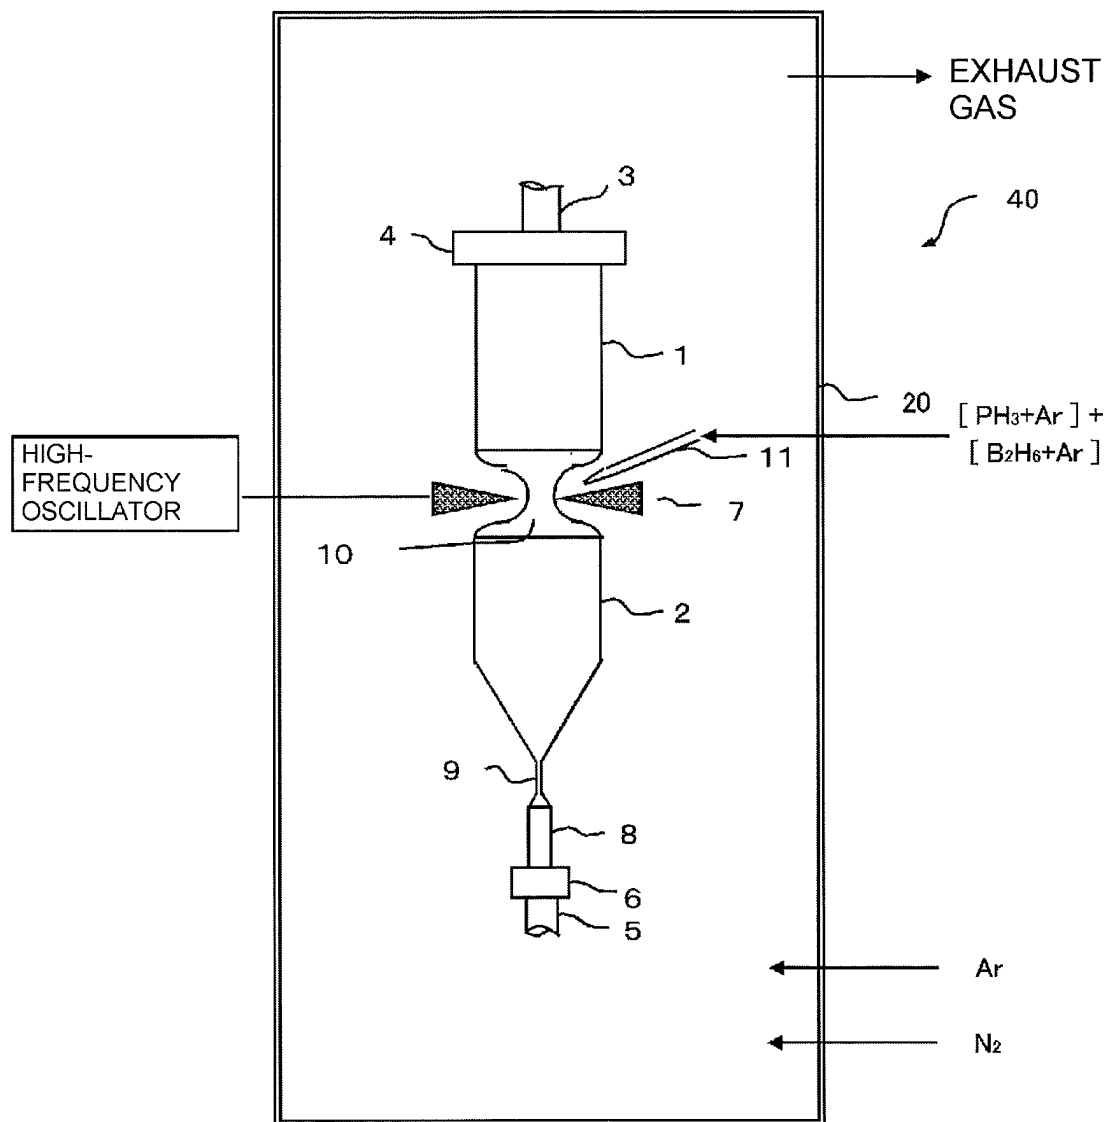 EXHAUST
GAS
3
40
4
1
20
[ PH₃+Ar ] +
[ B₂H₆+Ar ]
11
HIGH-
FREQUENCY
OSCILLATOR
7
10
2
9
8
6
5
Ar
N₂